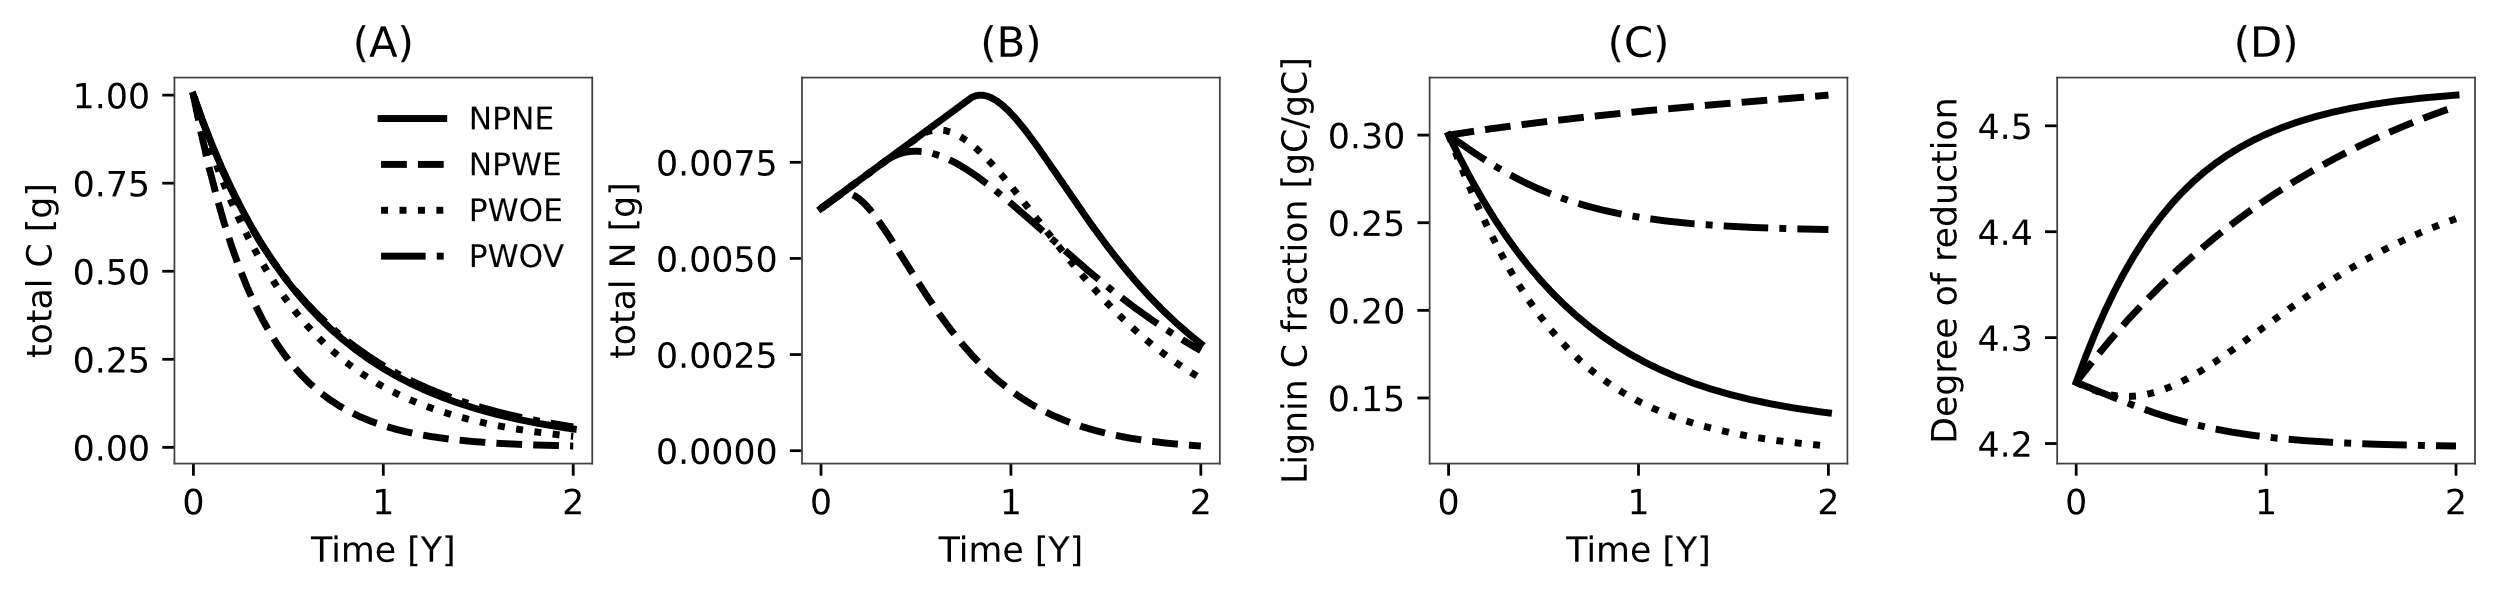 (A)
total C [g]
1.00
0.75
0.50
0.25
0.00
NPNE
NPWE
PWOE
PWOV
0 1 2
Time [Y]
(B)
total N [g]
0.0075
0.0050
0.0025
0.0000
0 1 2
Time [Y]
(C)
Lignin C fraction [gC/gC]
0.30
0.25
0.20
0.15
0 1 2
Time [Y]
(D)
Degree of reduction
4.5
4.4
4.3
4.2
0 1 2